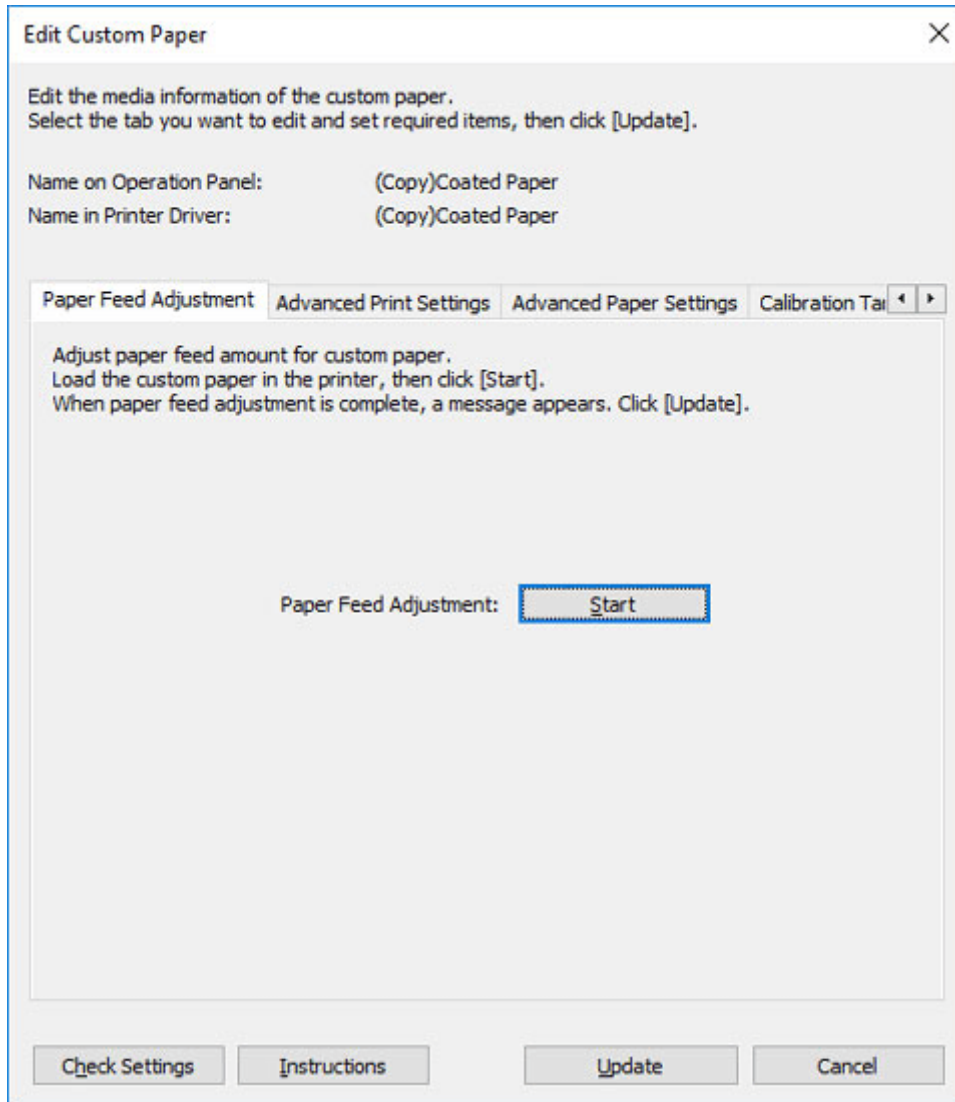 Edit Custom Paper
Edit the media information of the custom paper.
Select the tab you want to edit and set required items, then click [Update].
Name on Operation Panel: (Copy)Coated Paper
Name in Printer Driver: (Copy)Coated Paper
Paper Feed Adjustment Advanced Print Settings Advanced Paper Settings Calibration Tar
Adjust paper feed amount for custom paper.
Load the custom paper in the printer, then click [Start].
When paper feed adjustment is complete, a message appears. Click [Update].
Paper Feed Adjustment: Start
Check Settings Instructions Update Cancel